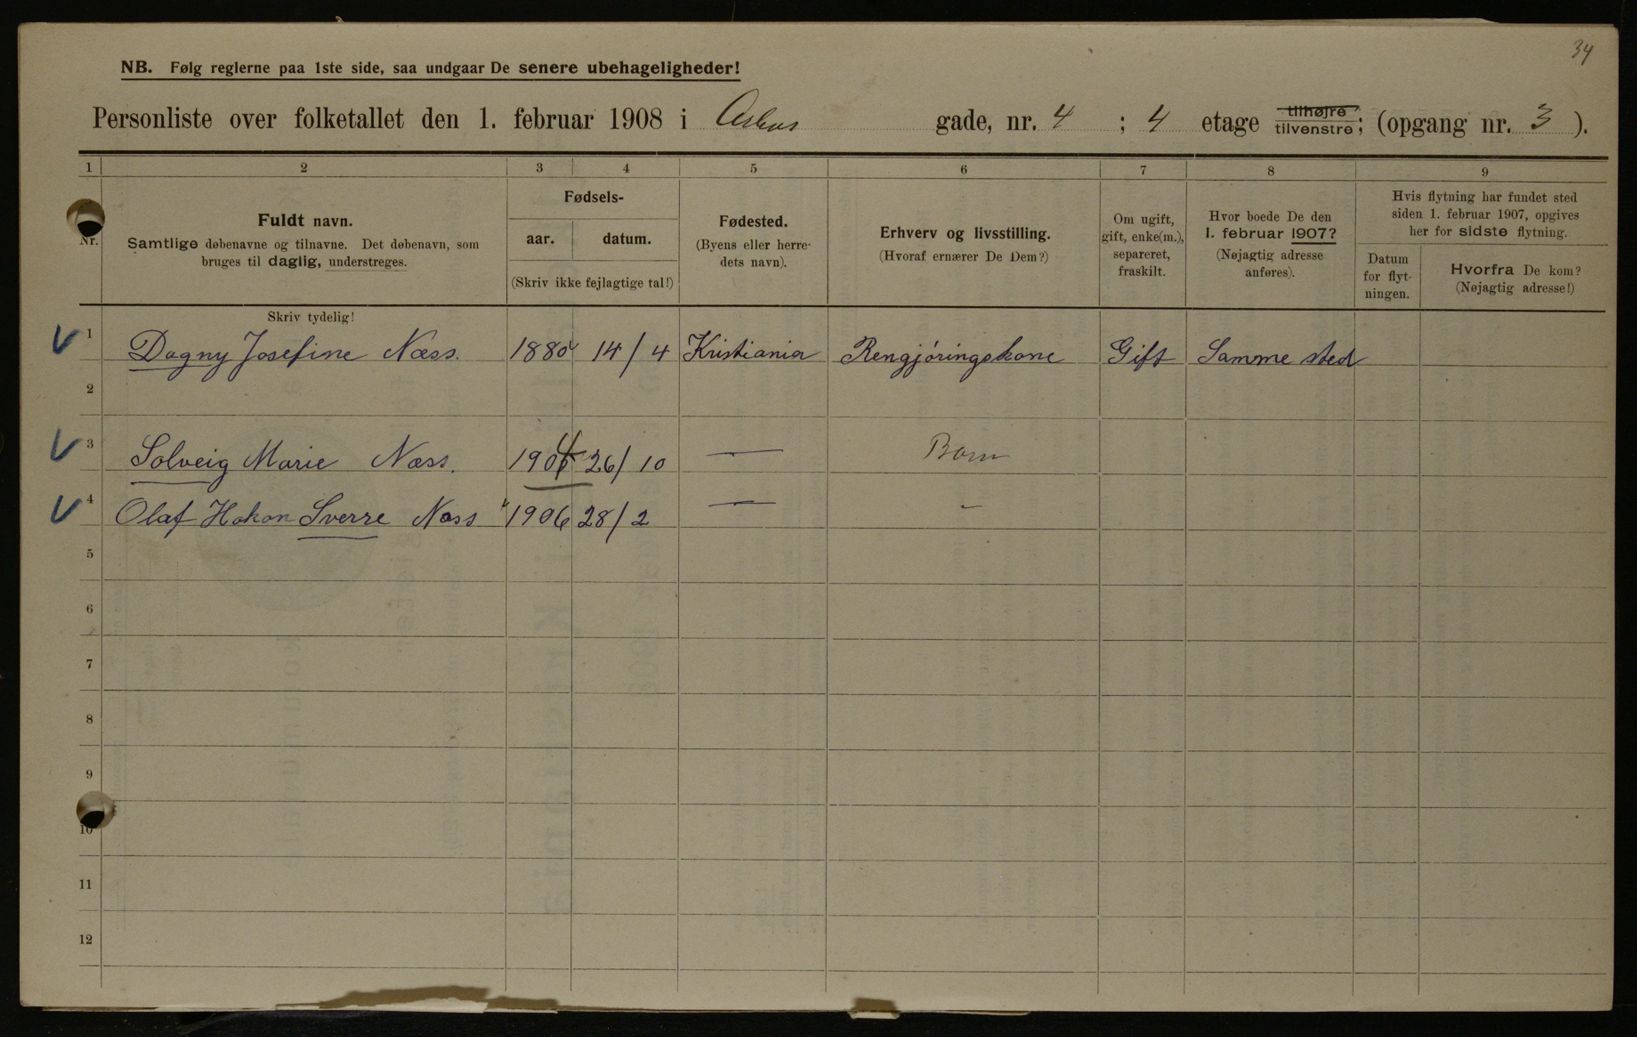 34
NB. Følg reglerne paa 1ste side, saa undgaar De senere ubehageligheder!
Personliste over folketallet den 1. februar 1908 i Aslus gade, nr. 4 ; 4 etage tilhøjre tilvenstre; (opgang nr. 3 ).
1 2 3 4 5 6 7 8 9
Nr. Fuldt navn. Samtlige døbenavne og tilnavne. Det døbenavn, som bruges til daglig, understreges.
Fødsels-
aar. datum.
(Skriv ikke fejlagtige tal!)
Fødested. (Byens eller herredets navn).
Erhverv og livsstilling. (Hvoraf ernærer De Dem?)
Om ugift, gift, enke(m.), separeret, fraskilt.
Hvor boede De den 1. februar 1907? (Nøjagtig adresse anføres).
Hvis flytning har fundet sted siden 1. februar 1907, opgives her for sidste flytning.
Datum for flytningen.
Hvorfra De kom? (Nøjagtig adresse!)
Skriv tydelig!
1 Dagny Josefine Næss. 1880 14/4 Kristiania Rengjøringskone Gift Samme sted
2
3 Solveig Marie Næss. 1904 26/10 — Barn
4 Olaf Hakon Sverre Næss " 1906 28/2 — -
5
6
7
8
9
10
11
12